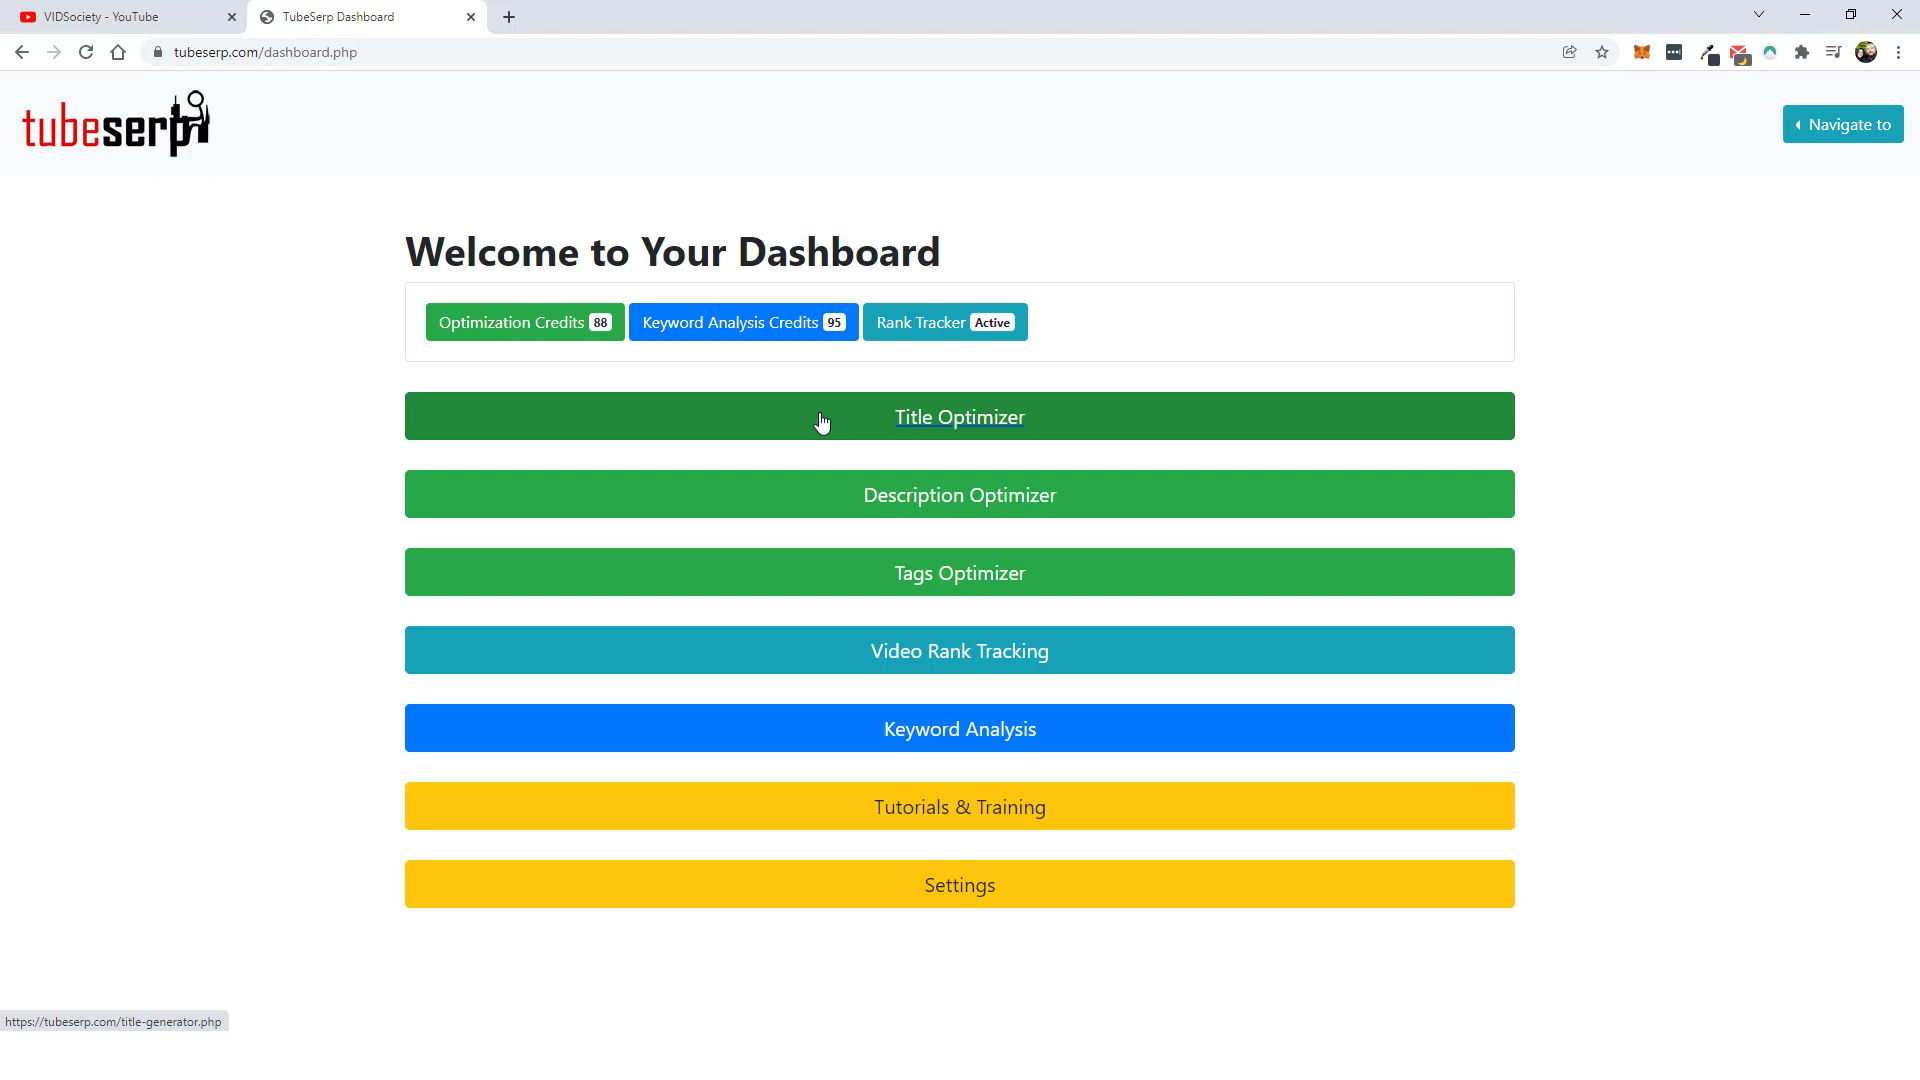 VIDSociety - YouTube
TubeSerp Dashboard
tubeserp.com/dashboard.php
tubeserp
Navigate to
Welcome to Your Dashboard
Optimization Credits 88
Keyword Analysis Credits 95
Rank Tracker Active
Title Optimizer
Description Optimizer
Tags Optimizer
Video Rank Tracking
Keyword Analysis
Tutorials & Training
Settings
https://tubeserp.com/title-generator.php